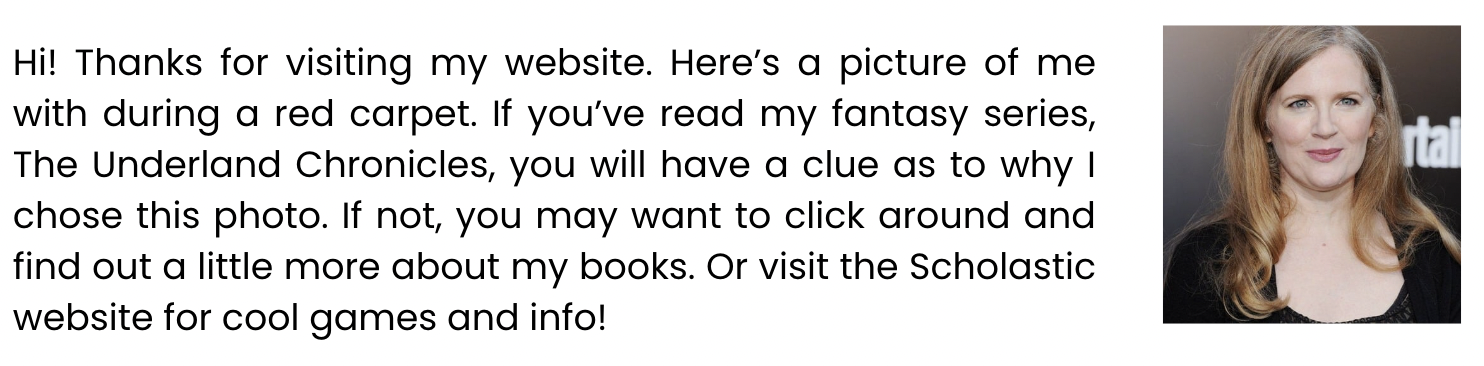 Hi! Thanks for visiting my website. Here’s a picture of me
with during a red carpet. If you’ve read my fantasy series,
The Underland Chronicles, you will have a clue as to why I
chose this photo. If not, you may want to click around and
find out a little more about my books. Or visit the Scholastic
website for cool games and info!
rtai